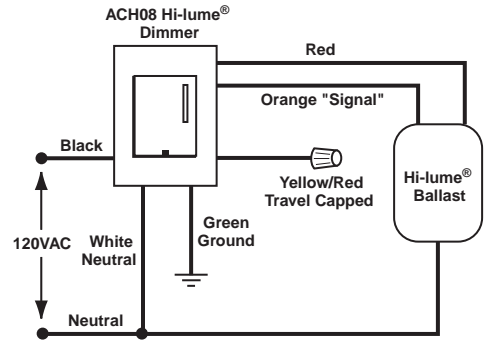 ACH08 Hi-lume®
Dimmer
Red
Orange "Signal"
Black
Yellow/Red
Travel Capped
Hi-lume®
Ballast
120VAC
White
Neutral
Green
Ground
Neutral